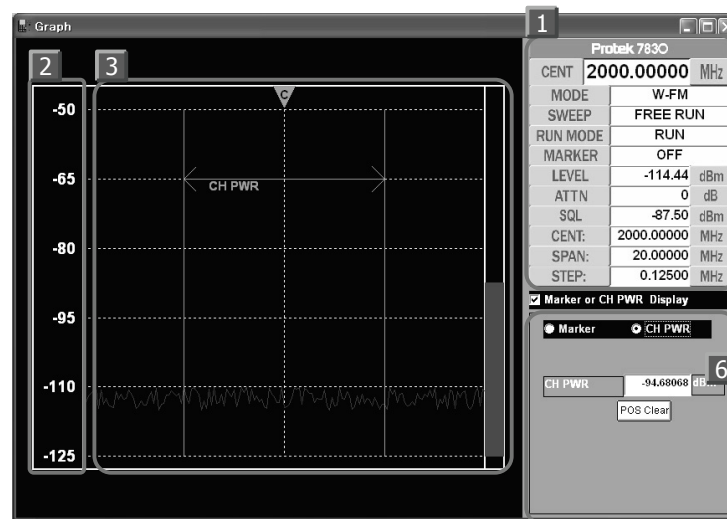 Graph
1
2
3
Protek 7830
CENT 2000.00000 MHz
MODE W-FM
SWEEP FREE RUN
RUN MODE RUN
MARKER OFF
LEVEL -114.44 dBm
ATTN 0 dB
SQL -87.50 dBm
CENT: 2000.00000 MHz
SPAN: 20.00000 MHz
STEP: 0.12500 MHz
C
-50
-65
CH PWR
-80
-95
-110
-125
Marker or CH PWR Display
Marker CH PWR
6
CH PWR -94.68068 dBm
POS Clear